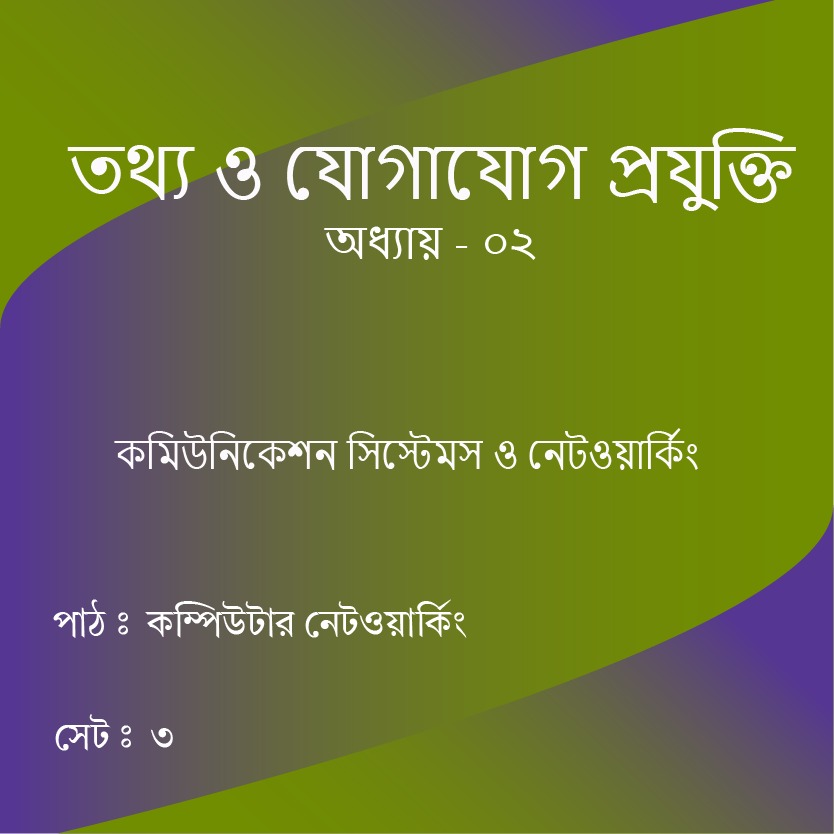 তথ্য ও যোগাযোগ প্রযুক্তি
অধ্যায় - ০২
কমিউনিকেশন সিস্টেমস ও নেটওয়ার্কিং
পাঠ ঃ কম্পিউটার নেটওয়ার্কিং
সেট ঃ ৩